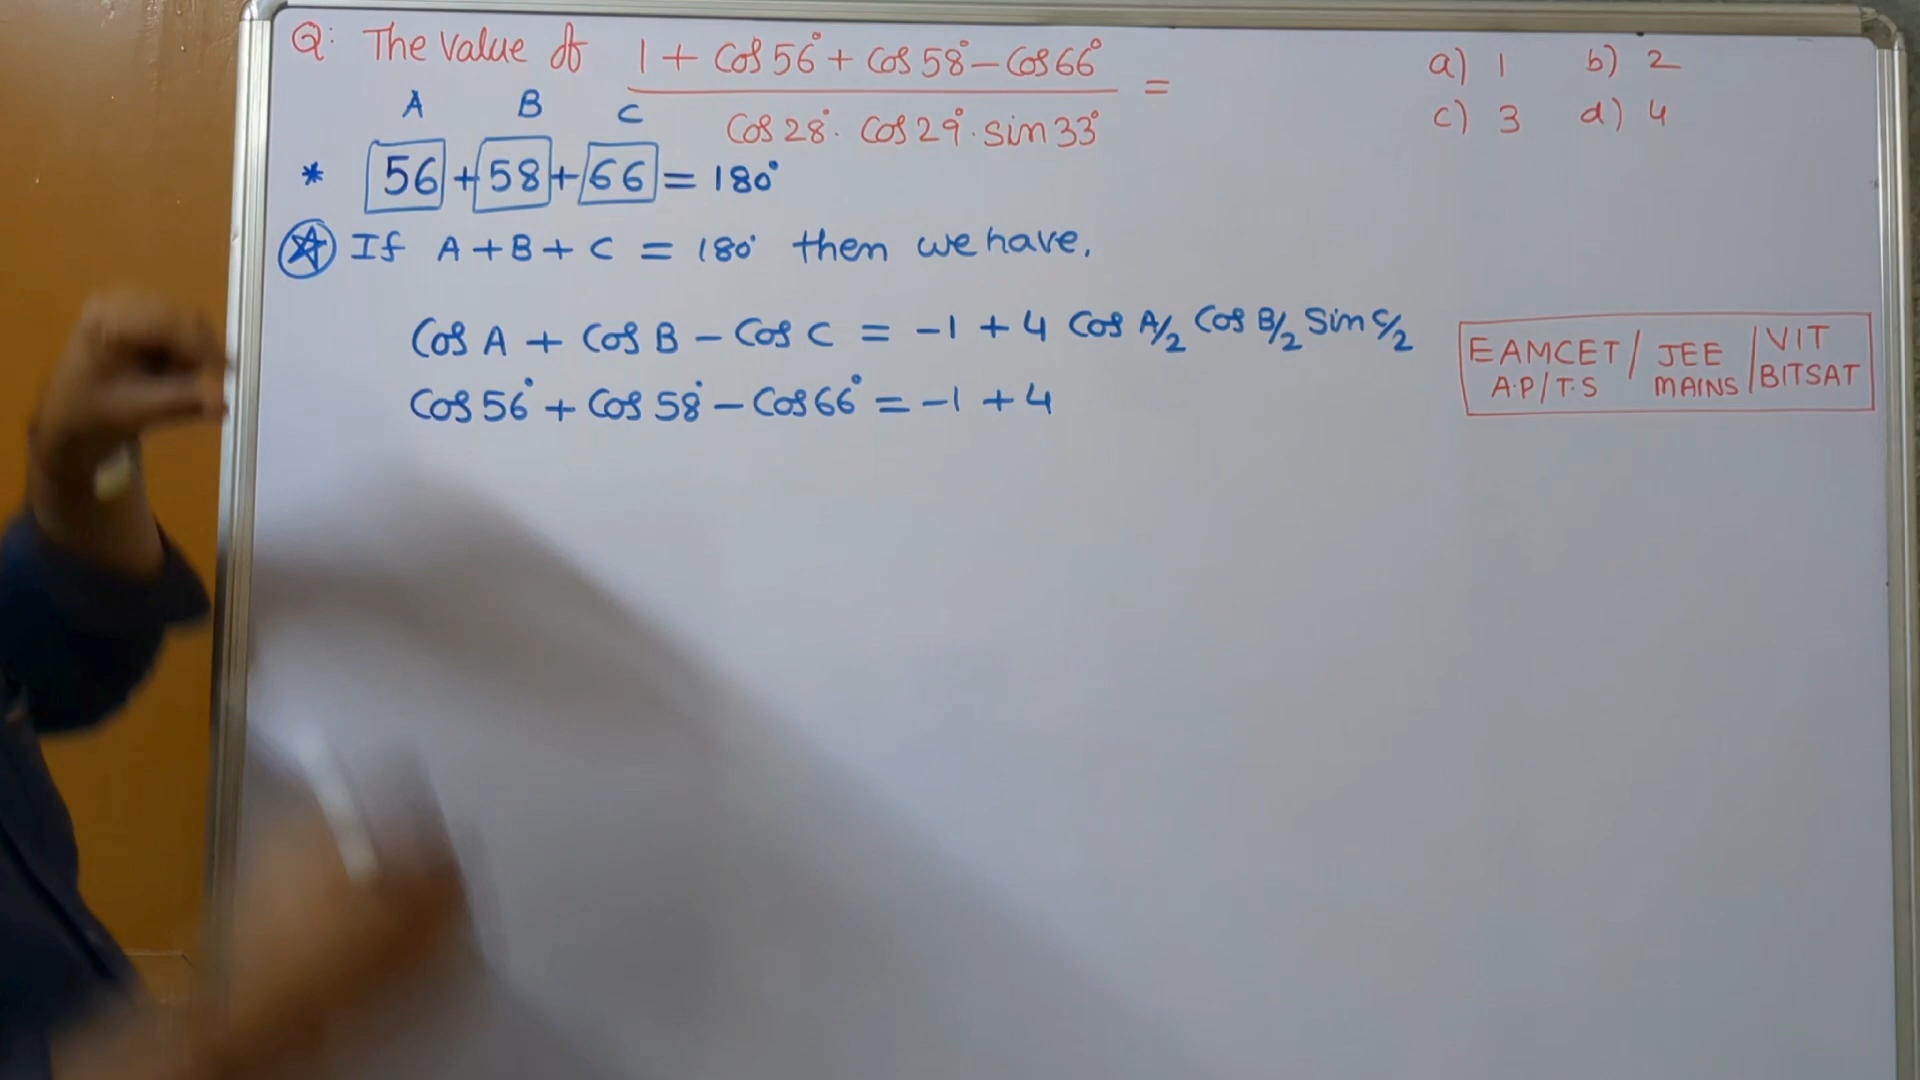 Q: The value of 1 + Cos 56° + Cos 58° – Cos 66° / Cos 28°. Cos 29°. sin 33° =
a) 1 b) 2
c) 3 d) 4
A B C
* 56 + 58 + 66 = 180°
If A + B + C = 180° then we have,
Cos A + Cos B – Cos C = –1 + 4 Cos A/2 Cos B/2 Sin C/2
Cos 56° + Cos 58° – Cos 66° = –1 + 4
EAMCET / JEE / VIT
A.P/T.S MAINS BITSAT